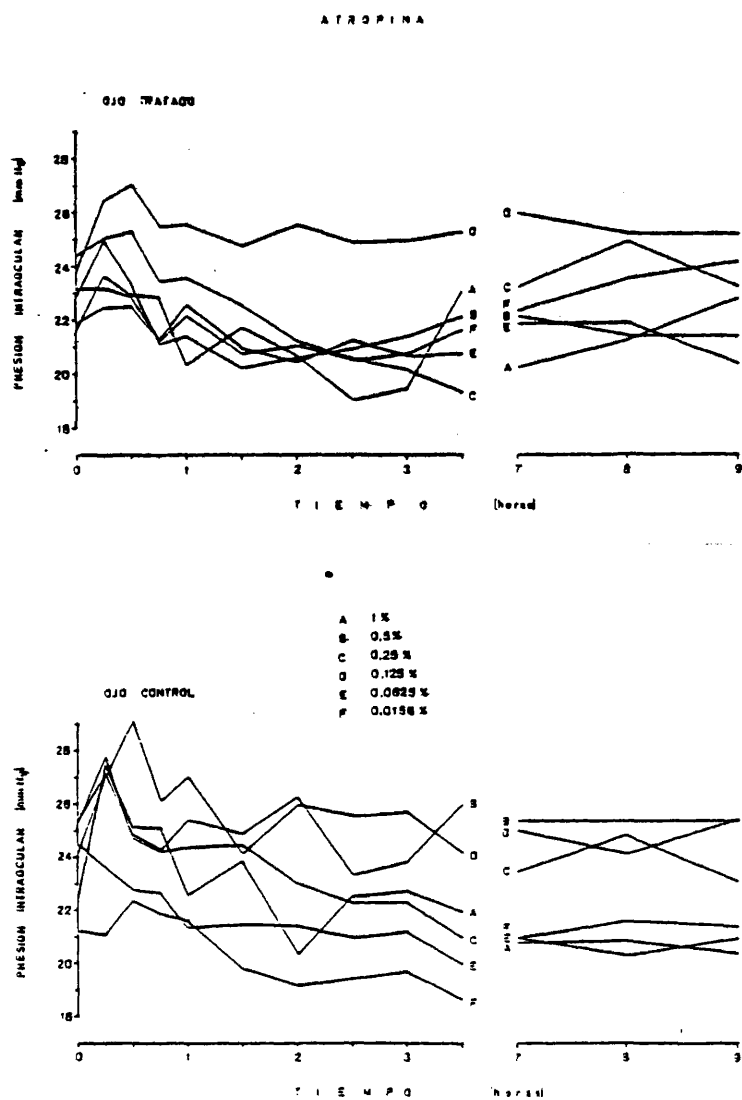 ATROPINA
OJO TRATADO
PRESION INTRAOCULAR (mm Hg)
28
26
24
22
20
18
D
A
B
F
E
C
D
C
F
B
E
A
0 1 2 3 7 8 9
TIEMPO (horas)
A 1 %
B 0,5 %
C 0,25 %
D 0,125 %
E 0,0625 %
F 0,0156 %
OJO CONTROL
PRESION INTRAOCULAR (mm Hg)
28
26
24
22
20
18
B
D
A
C
E
F
B
D
C
0 1 2 3 7 8 9
TIEMPO (horas)